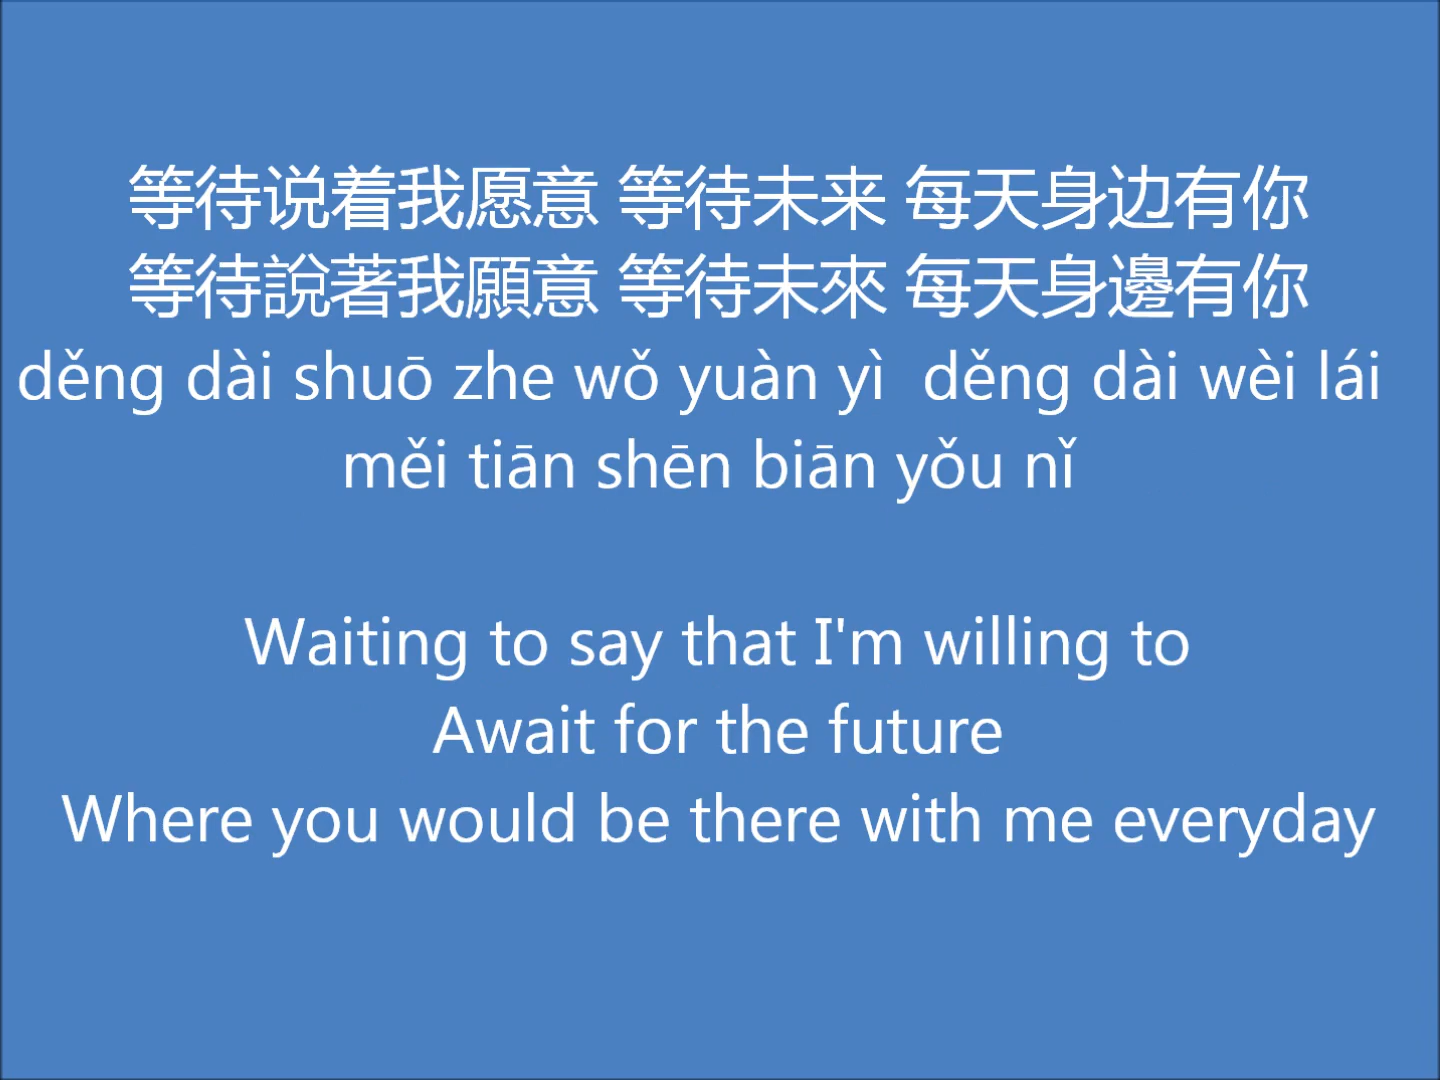 等待说着我愿意 等待未来 每天身边有你
等待說著我願意 等待未來 每天身邊有你
děng dài shuō zhe wǒ yuàn yì  děng dài wèi lái
měi tiān shēn biān yǒu nǐ
Waiting to say that I'm willing to
Await for the future
Where you would be there with me everyday